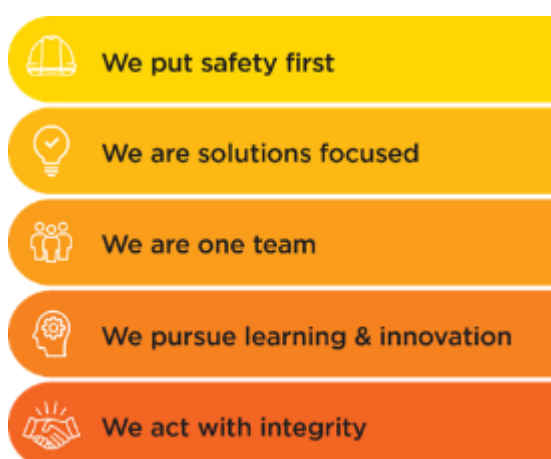 We put safety first
We are solutions focused
We are one team
We pursue learning & innovation
We act with integrity